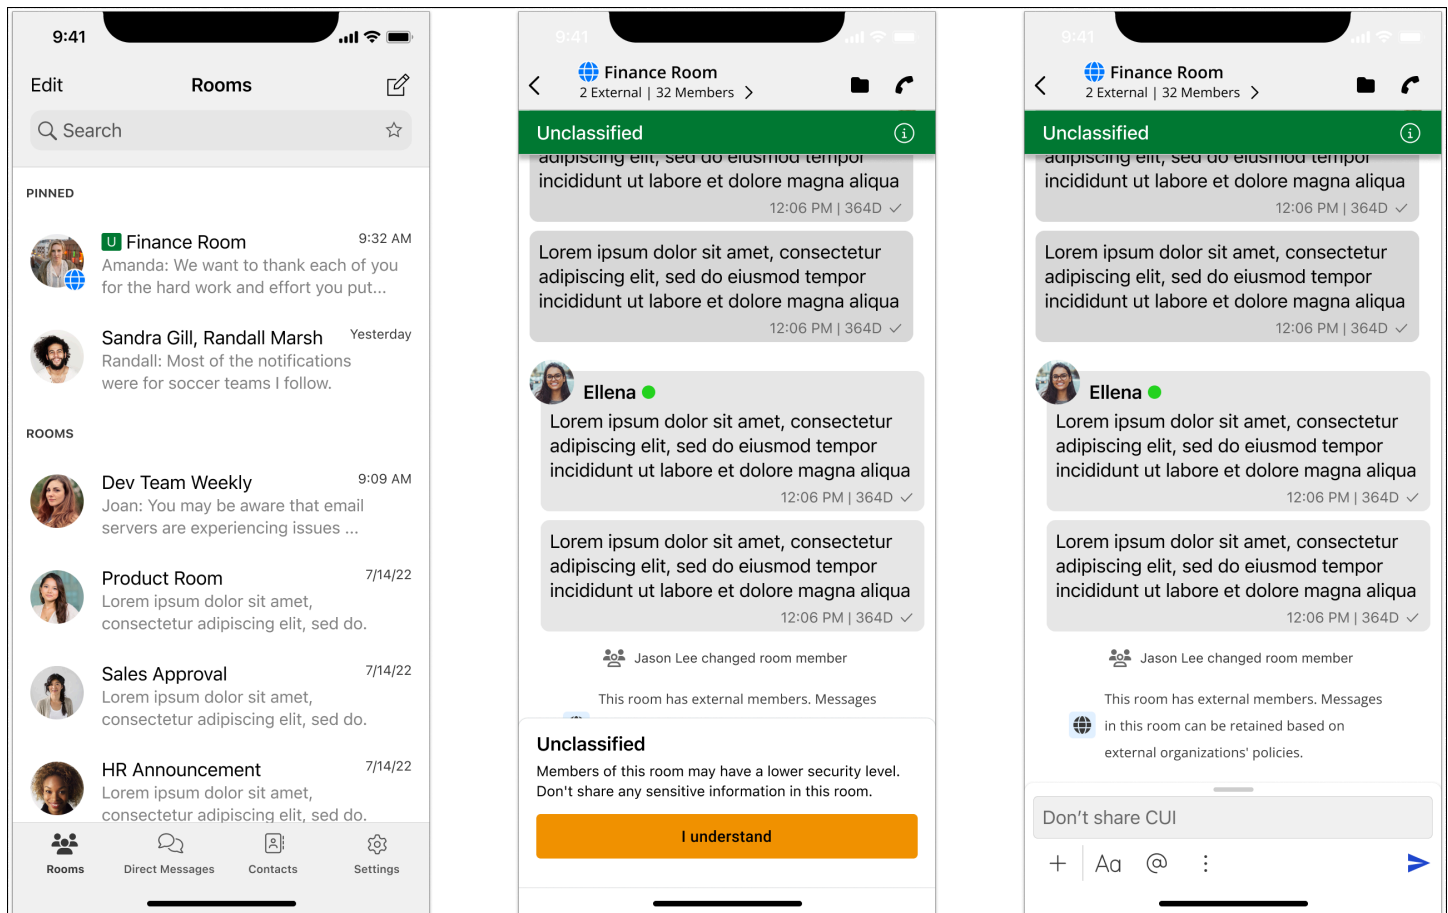 9:41
Edit
Rooms
Search
PINNED
U Finance Room
9:32 AM
Amanda: We want to thank each of you
for the hard work and effort you put...
Sandra Gill, Randall Marsh
Yesterday
Randall: Most of the notifications
were for soccer teams I follow.
ROOMS
Dev Team Weekly
9:09 AM
Joan: You may be aware that email
servers are experiencing issues ...
Product Room
7/14/22
Lorem ipsum dolor sit amet,
consectetur adipiscing elit, sed do.
Sales Approval
7/14/22
Lorem ipsum dolor sit amet,
consectetur adipiscing elit, sed do.
HR Announcement
7/14/22
Lorem ipsum dolor sit amet,
consectetur adipiscing elit, sed do.
Rooms
Direct Messages
Contacts
Settings
9:41
Finance Room
2 External | 32 Members
Unclassified
adipiscing elit, sed do eiusmod tempor
incididunt ut labore et dolore magna aliqua
12:06 PM | 364D
Lorem ipsum dolor sit amet, consectetur
adipiscing elit, sed do eiusmod tempor
incididunt ut labore et dolore magna aliqua
12:06 PM | 364D
Ellena
Lorem ipsum dolor sit amet, consectetur
adipiscing elit, sed do eiusmod tempor
incididunt ut labore et dolore magna aliqua
12:06 PM | 364D
Lorem ipsum dolor sit amet, consectetur
adipiscing elit, sed do eiusmod tempor
incididunt ut labore et dolore magna aliqua
12:06 PM | 364D
Jason Lee changed room member
This room has external members. Messages
Unclassified
Members of this room may have a lower security level.
Don't share any sensitive information in this room.
I understand
9:41
Finance Room
2 External | 32 Members
Unclassified
adipiscing elit, sed do eiusmod tempor
incididunt ut labore et dolore magna aliqua
12:06 PM | 364D
Lorem ipsum dolor sit amet, consectetur
adipiscing elit, sed do eiusmod tempor
incididunt ut labore et dolore magna aliqua
12:06 PM | 364D
Ellena
Lorem ipsum dolor sit amet, consectetur
adipiscing elit, sed do eiusmod tempor
incididunt ut labore et dolore magna aliqua
12:06 PM | 364D
Lorem ipsum dolor sit amet, consectetur
adipiscing elit, sed do eiusmod tempor
incididunt ut labore et dolore magna aliqua
12:06 PM | 364D
Jason Lee changed room member
This room has external members. Messages
in this room can be retained based on
external organizations' policies.
Don’t share CUI
Aa @